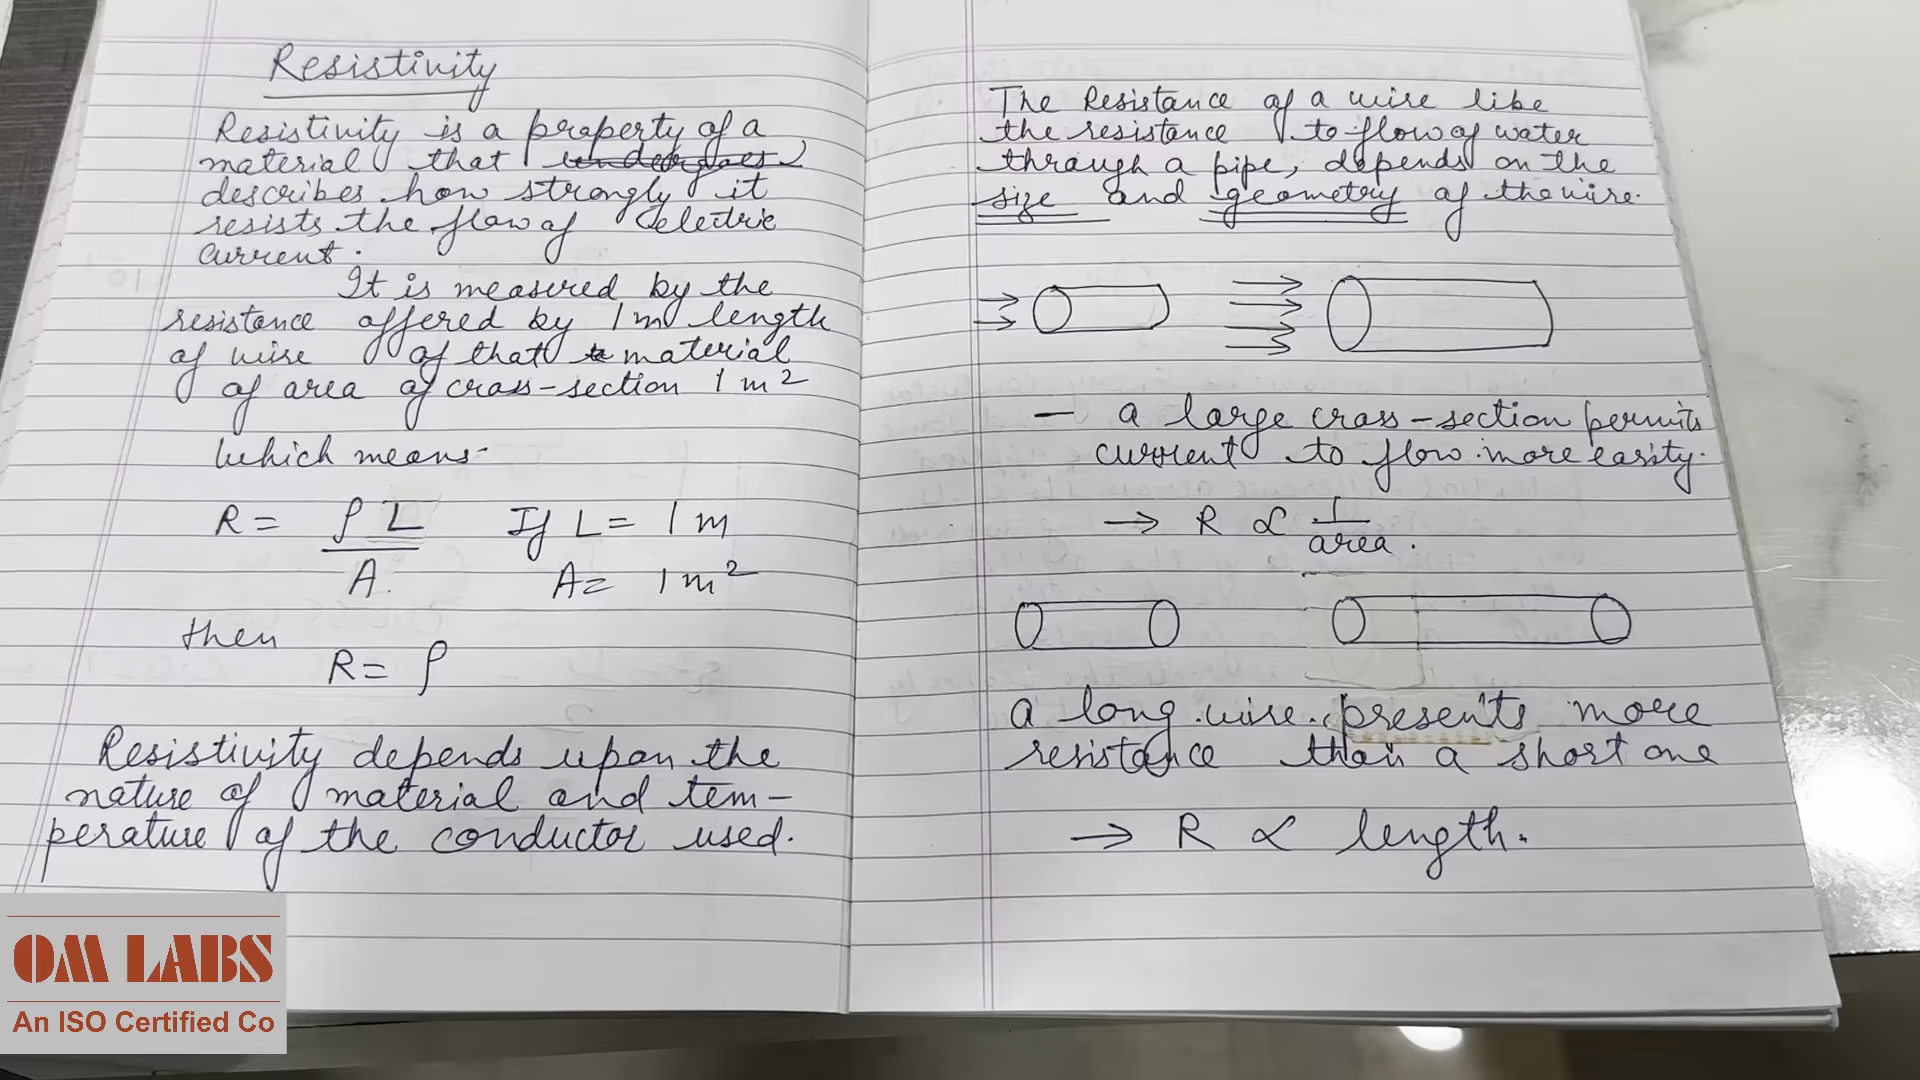 Resistivity
Resistivity is a property of a
material that undergoes
describes how strongly it
resists the flow of electric
current.
It is measured by the
resistance offered by 1m length
of wire of that material
of area of cross-section 1 m²
which means-
R = ρL / A If L = 1 m
A = 1 m²
then
R = ρ
Resistivity depends upon the
nature of material and tem-
perature of the conductor used.
The Resistance of a wire like
the resistance to flow of water
through a pipe, depends on the
size and geometry of the wire.
— a large cross-section permits
current to flow more easity.
→ R ∝ 1/area.
a long wire presents more
resistance than a short one
→ R ∝ length.
OM LABS
An ISO Certified Co